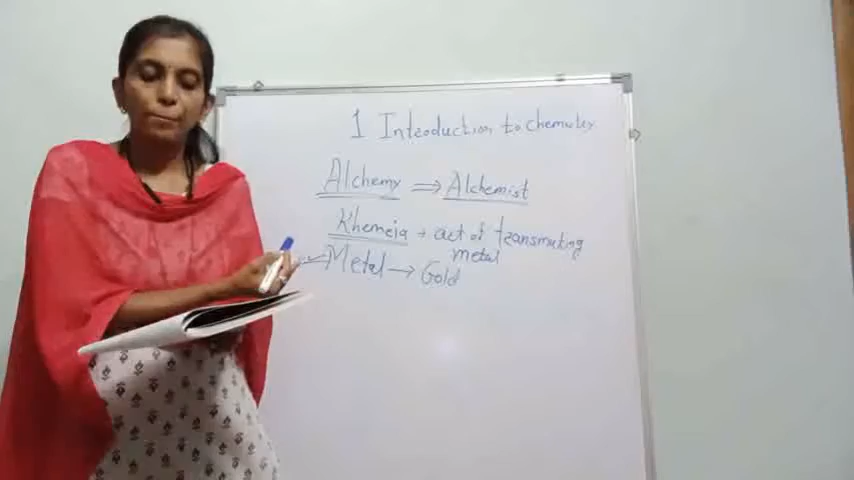 1 Introduction to chemistry
Alchemy ⇒ Alchemist
Khemeia → act of transmuting
metal
Metal → Gold